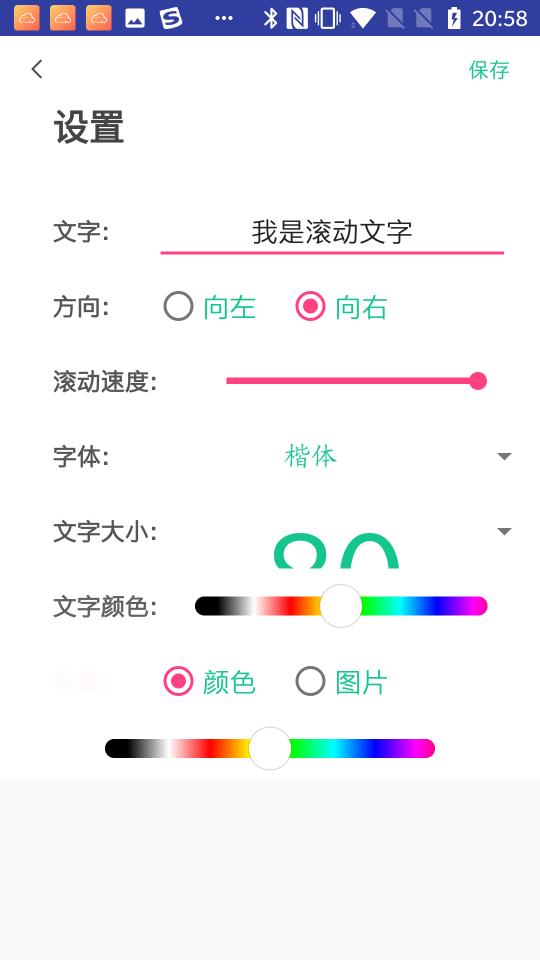 20:58
保存
设置
文字: 我是滚动文字
方向: 向左 向右
滚动速度:
字体: 楷体
文字大小:
文字颜色:
背景: 颜色 图片